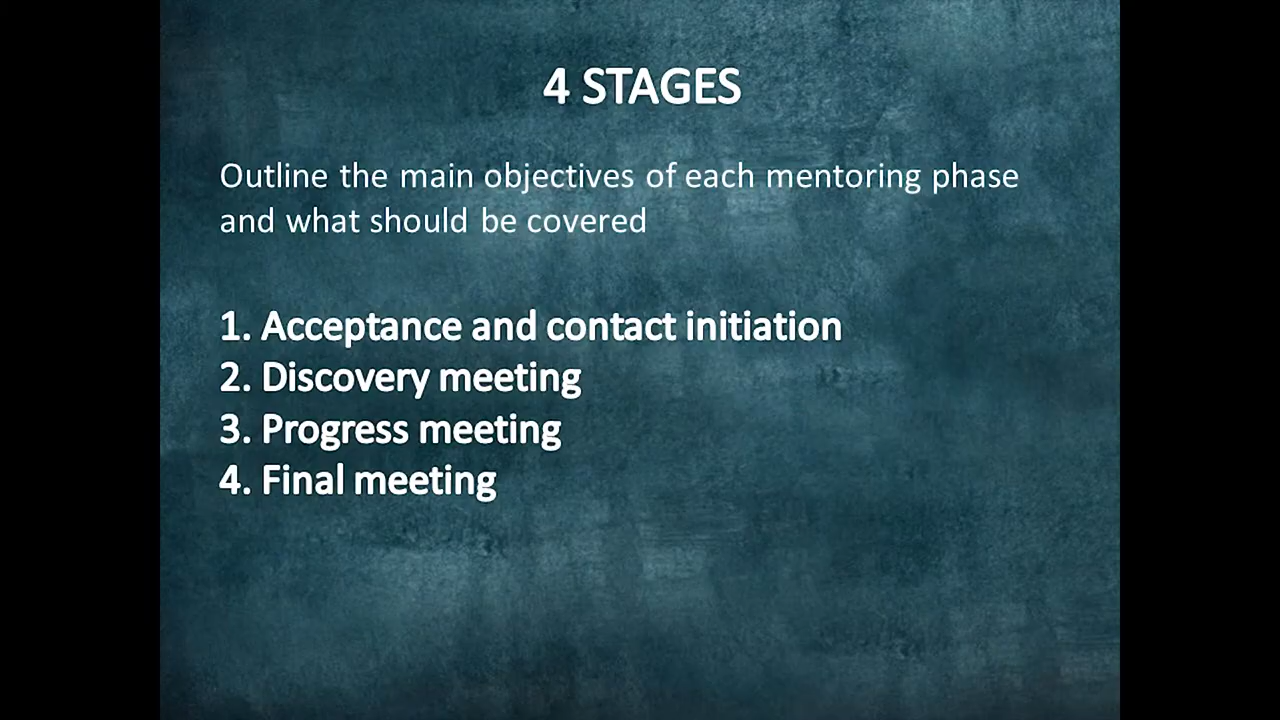 4 STAGES
Outline the main objectives of each mentoring phase
and what should be covered
1. Acceptance and contact initiation
2. Discovery meeting
3. Progress meeting
4. Final meeting